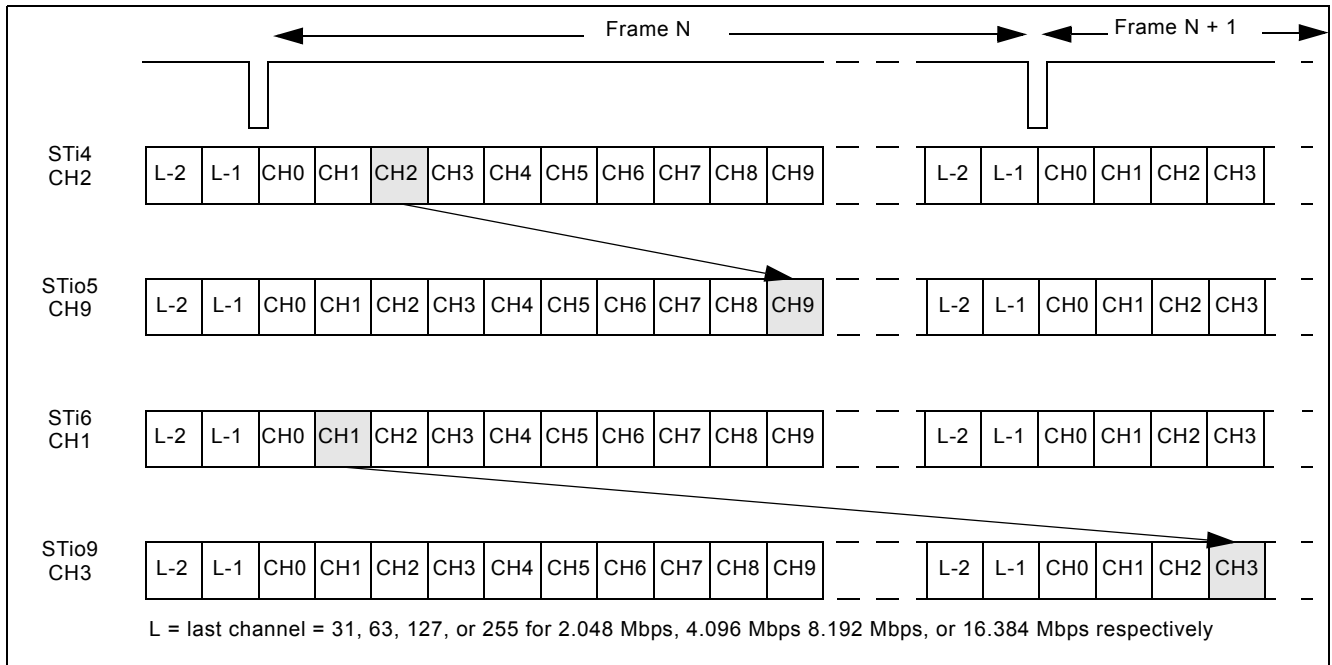 Frame N Frame N + 1
STi4
CH2
L-2 L-1 CH0 CH1 CH2 CH3 CH4 CH5 CH6 CH7 CH8 CH9 L-2 L-1 CH0 CH1 CH2 CH3
STio5
CH9
L-2 L-1 CH0 CH1 CH2 CH3 CH4 CH5 CH6 CH7 CH8 CH9 L-2 L-1 CH0 CH1 CH2 CH3
STi6
CH1
L-2 L-1 CH0 CH1 CH2 CH3 CH4 CH5 CH6 CH7 CH8 CH9 L-2 L-1 CH0 CH1 CH2 CH3
STio9
CH3
L-2 L-1 CH0 CH1 CH2 CH3 CH4 CH5 CH6 CH7 CH8 CH9 L-2 L-1 CH0 CH1 CH2 CH3
L = last channel = 31, 63, 127, or 255 for 2.048 Mbps, 4.096 Mbps 8.192 Mbps, or 16.384 Mbps respectively